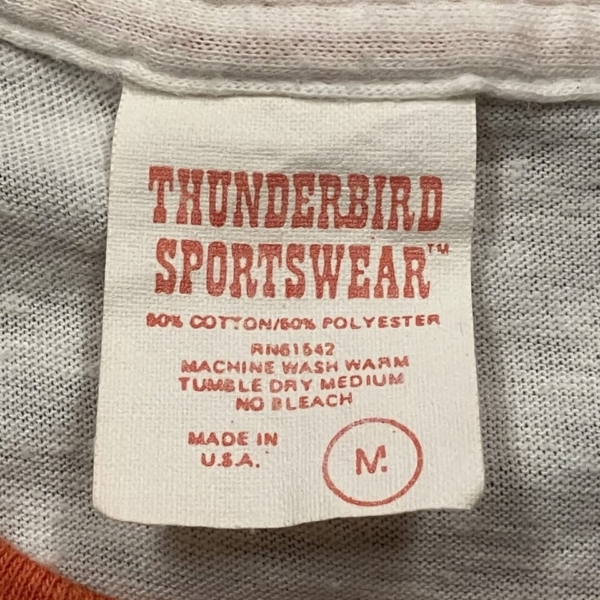 THUNDERBIRD
SPORTSWEAR™
50% COTTON/50% POLYESTER
RN61542
MACHINE WASH WARM
TUMBLE DRY MEDIUM
NO BLEACH
MADE IN
U.S.A.
M.